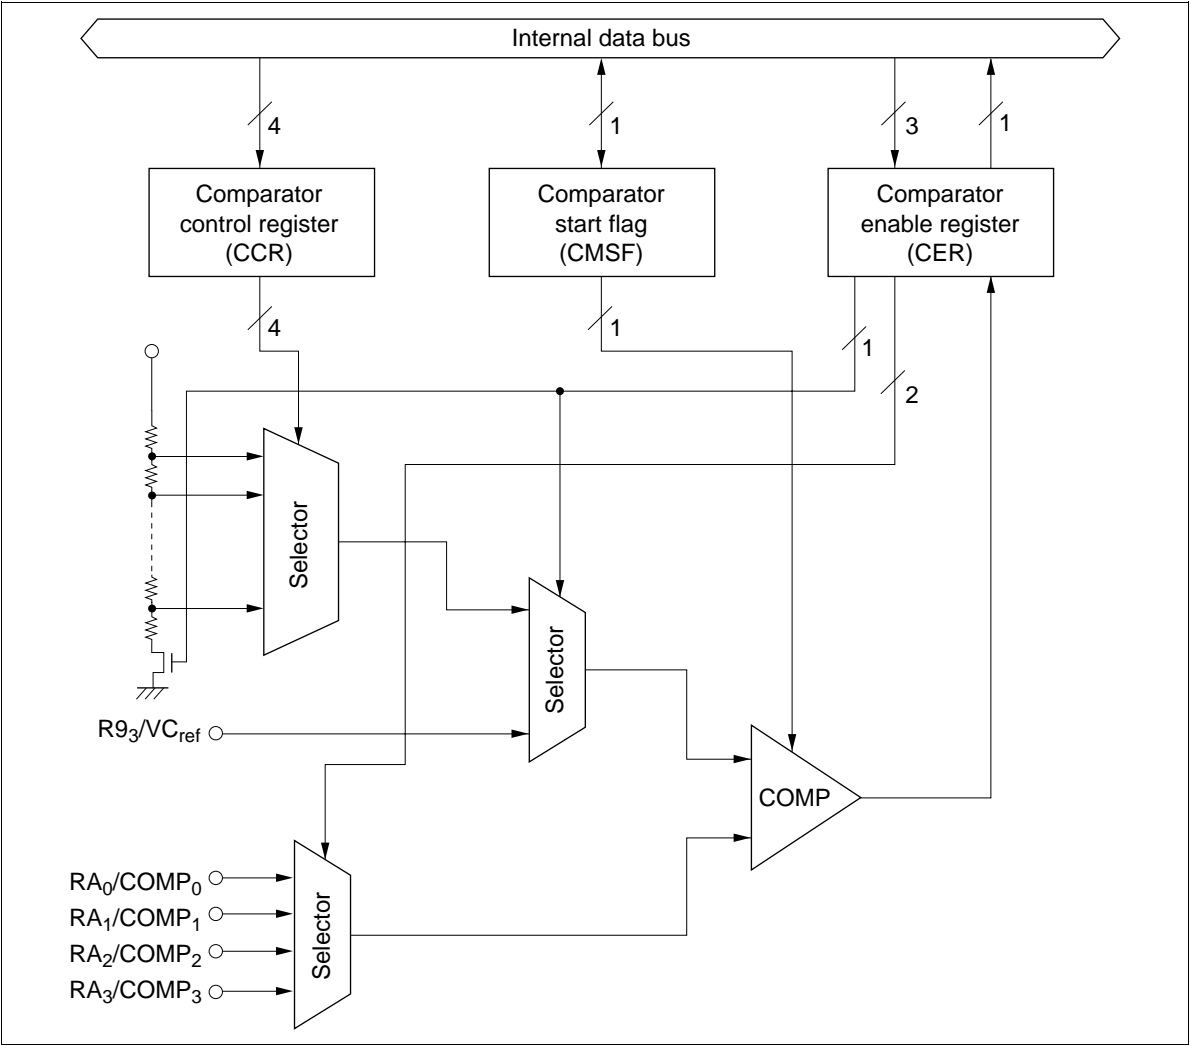 Internal data bus
4
1
3
1
Comparator
control register
(CCR)
Comparator
start flag
(CMSF)
Comparator
enable register
(CER)
4
1
1
2
Selector
Selector
R9₃/VCref
COMP
Selector
RA₀/COMP₀
RA₁/COMP₁
RA₂/COMP₂
RA₃/COMP₃